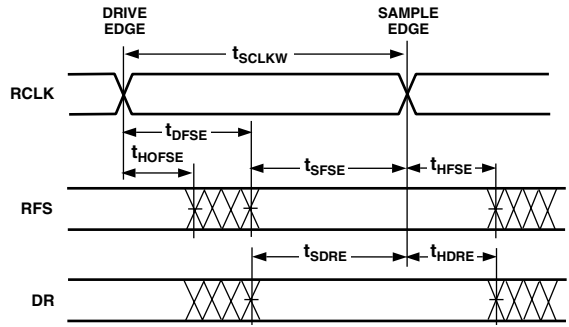 DRIVE EDGE
SAMPLE EDGE
tSCLKW
RCLK
tDFSE
tHOFSE
tSFSE
tHFSE
RFS
tSDRE
tHDRE
DR